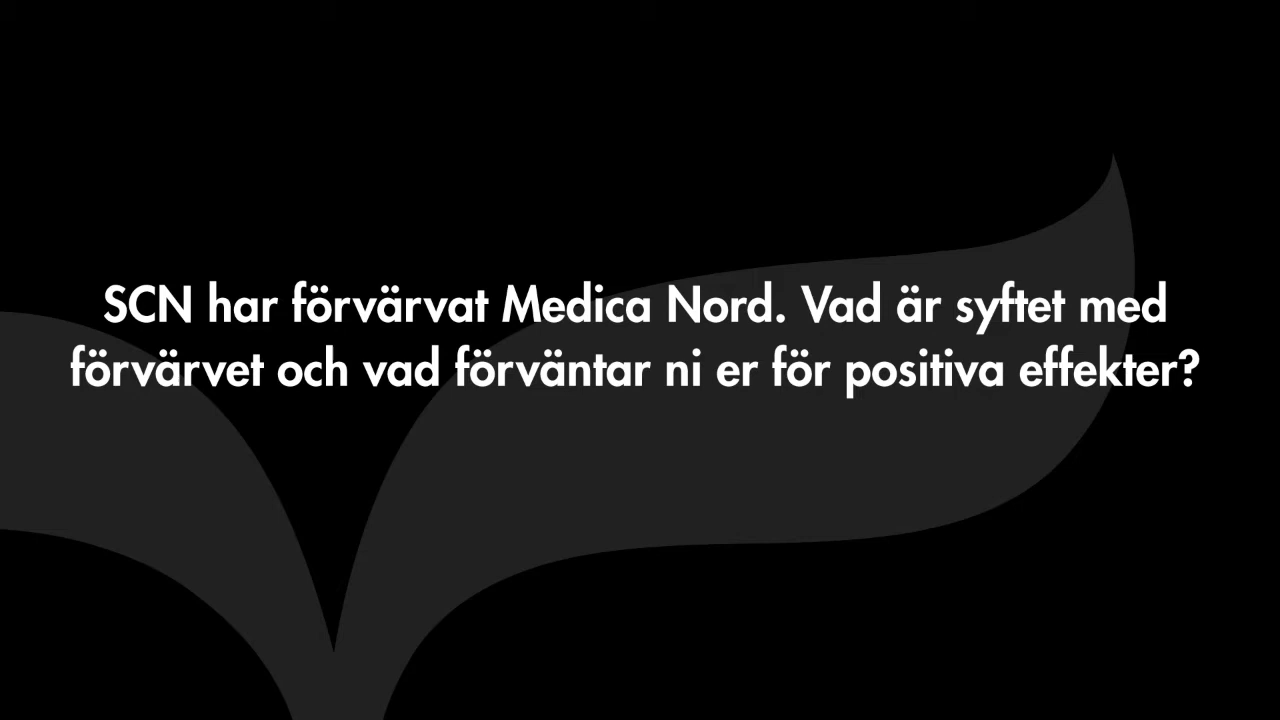 SCN har förvärvat Medica Nord. Vad är syftet med
förvärvet och vad förväntar ni er för positiva effekter?